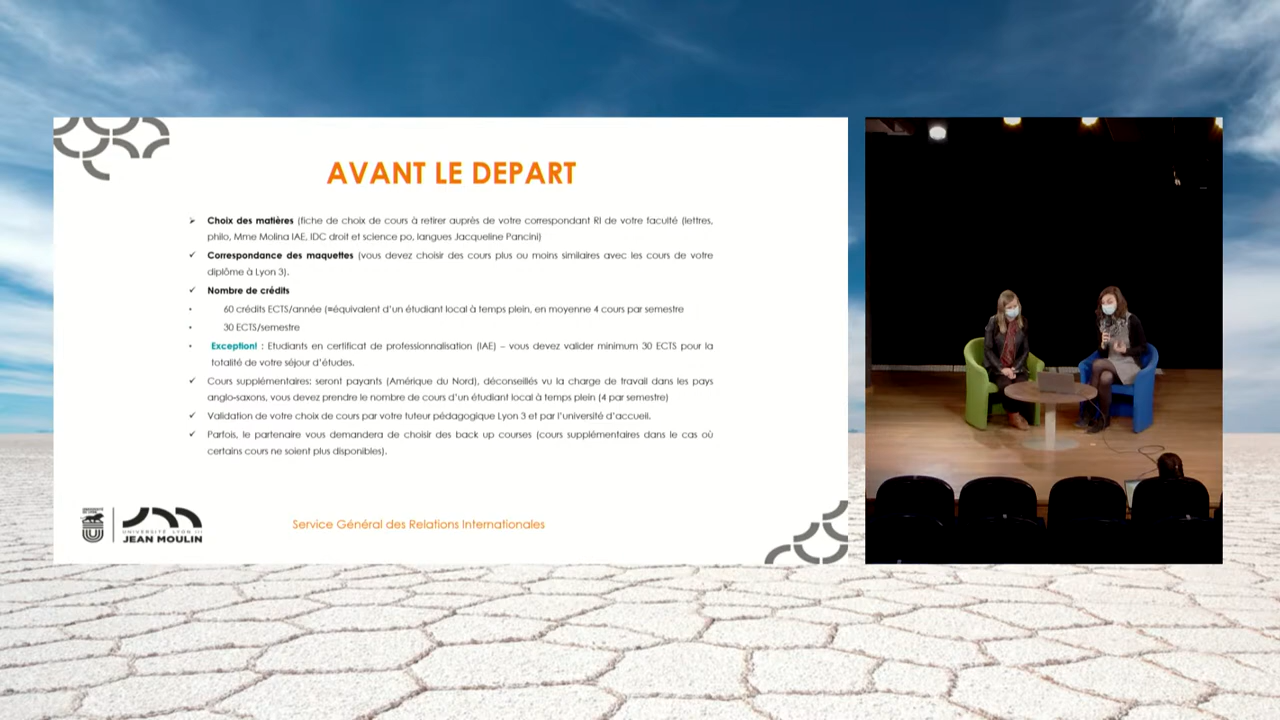 AVANT LE DEPART
Choix des matières (fiche de choix de cours à retirer auprès de votre correspondant RI de votre faculté (lettres,
philo, Mme Molina IAE, IDC droit et science po, langues Jacqueline Pancini)
Correspondance des maquettes (vous devez choisir des cours plus ou moins similaires avec les cours de votre
diplôme à Lyon 3).
Nombre de crédits
60 crédits ECTS/année (=équivalent d'un étudiant local à temps plein, en moyenne 4 cours par semestre
30 ECTS/semestre
Exception! : Etudiants en certificat de professionnalisation (IAE) – vous devez valider minimum 30 ECTS pour la
totalité de votre séjour d'études.
Cours supplémentaires: seront payants (Amérique du Nord), déconseillés vu la charge de travail dans les pays
anglo-saxons, vous devez prendre le nombre de cours d'un étudiant local à temps plein (4 par semestre)
Validation de votre choix de cours par votre tuteur pédagogique Lyon 3 et par l'université d'accueil.
Parfois, le partenaire vous demandera de choisir des back up courses (cours supplémentaires dans le cas où
certains cours ne soient plus disponibles).
UNIVERSITÉ LYON III
JEAN MOULIN
Service Général des Relations Internationales